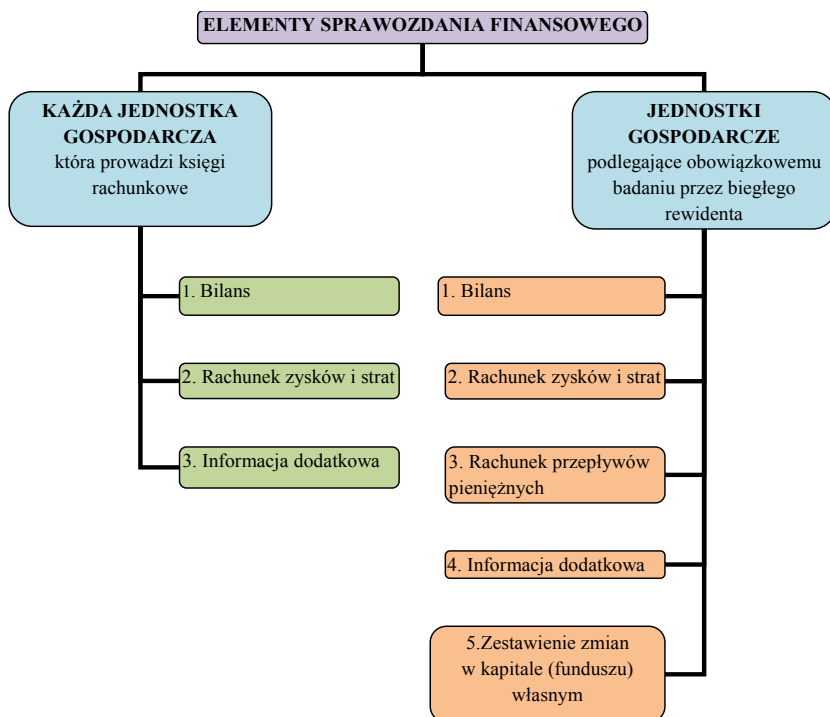 ELEMENTY SPRAWOZDANIA FINANSOWEGO
KAŻDA JEDNOSTKA
GOSPODARCZA
która prowadzi księgi
rachunkowe
1. Bilans
2. Rachunek zysków i strat
3. Informacja dodatkowa
JEDNOSTKI
GOSPODARCZE
podlegające obowiązkowemu
badaniu przez biegłego
rewidenta
1. Bilans
2. Rachunek zysków i strat
3. Rachunek przepływów
pieniężnych
4. Informacja dodatkowa
5.Zestawienie zmian
w kapitale (funduszu)
własnym